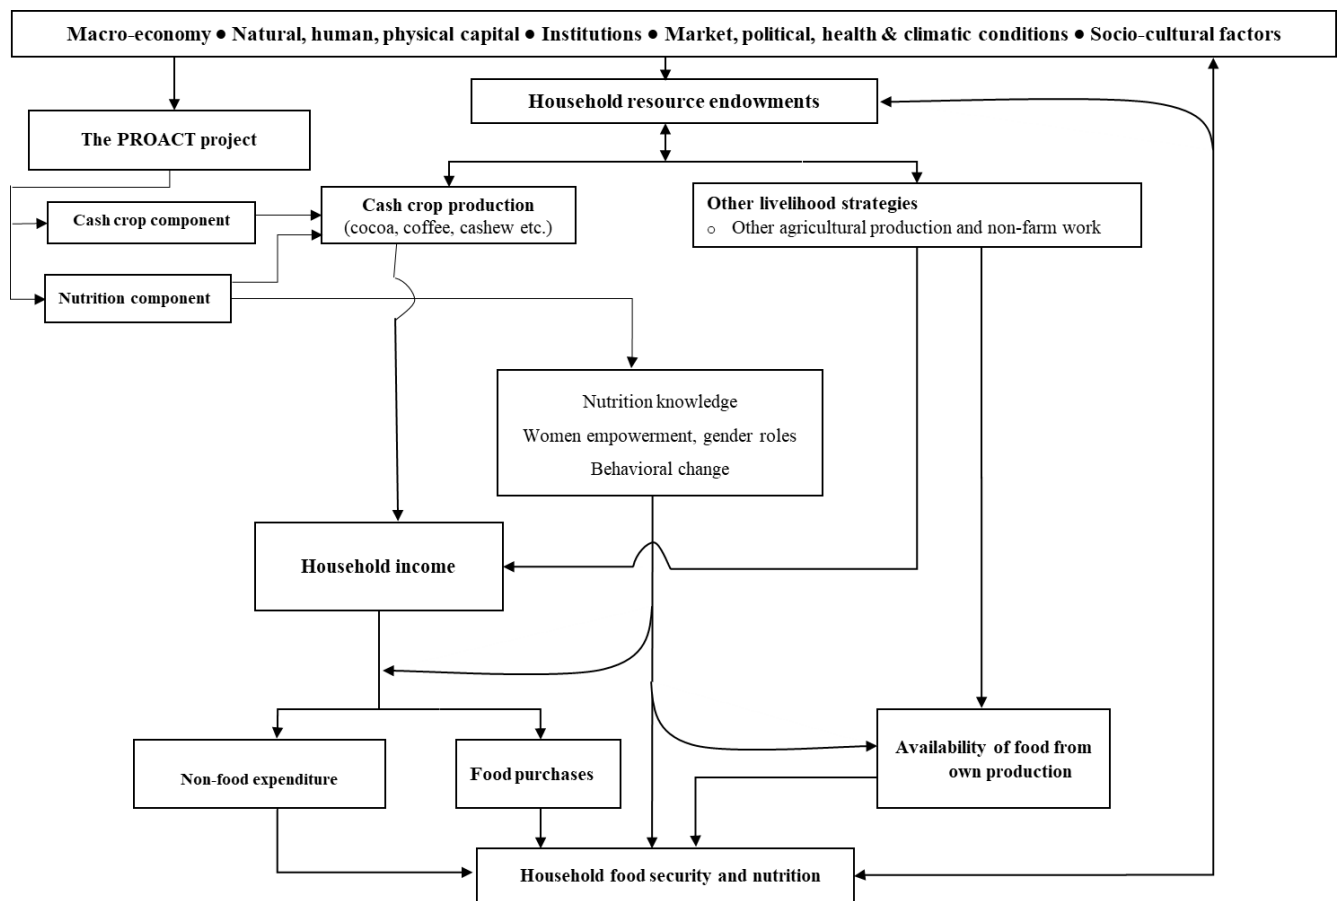 Macro-economy ● Natural, human, physical capital ● Institutions ● Market, political, health & climatic conditions ● Socio-cultural factors
Household resource endowments
The PROACT project
Cash crop production
(cocoa, coffee, cashew etc.)
Other livelihood strategies
o Other agricultural production and non-farm work
Cash crop component
Nutrition component
Nutrition knowledge
Women empowerment, gender roles
Behavioral change
Household income
Non-food expenditure
Food purchases
Availability of food from
own production
Household food security and nutrition